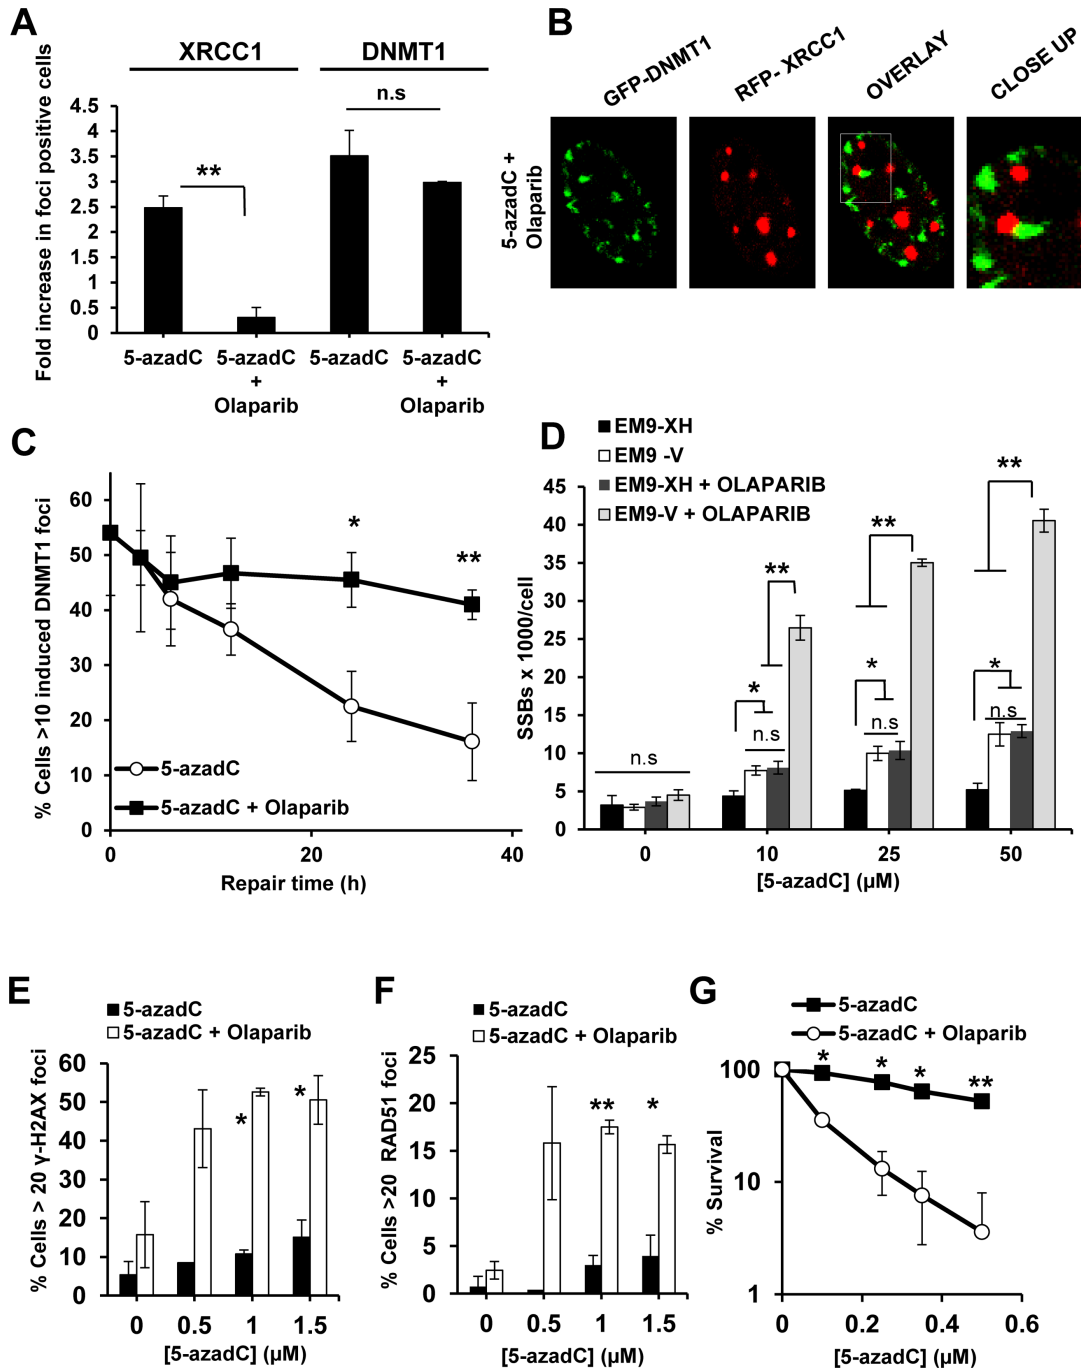 A
XRCC1
DNMT1
Fold increase in foci positive cells
4.5
4
3.5
3
2.5
2
1.5
1
0.5
0
**
n.s
5-azadC
5-azadC
+
Olaparib
5-azadC
5-azadC
+
Olaparib
B
GFP-DNMT1
RFP- XRCC1
OVERLAY
CLOSE UP
5-azadC +
Olaparib
C
% Cells >10 induced DNMT1 foci
60
50
40
30
20
10
0
*
**
5-azadC
5-azadC + Olaparib
0
20
40
Repair time (h)
D
EM9-XH
EM9 -V
EM9-XH + OLAPARIB
EM9-V + OLAPARIB
SSBs x 1000/cell
45
40
35
30
25
20
15
10
5
0
n.s
**
*
n.s
**
*
n.s
**
*
n.s
0
10
25
50
[5-azadC] (µM)
E
5-azadC
5-azadC + Olaparib
% Cells > 20 γ-H2AX foci
60
50
40
30
20
10
0
*
*
0
0.5
1
1.5
[5-azadC] (µM)
F
5-azadC
5-azadC + Olaparib
% Cells >20 RAD51 foci
25
20
15
10
5
0
**
*
0
0.5
1
1.5
[5-azadC] (µM)
G
5-azadC
5-azadC + Olaparib
% Survival
100
10
1
*
*
*
**
0
0.2
0.4
0.6
[5-azadC] (µM)